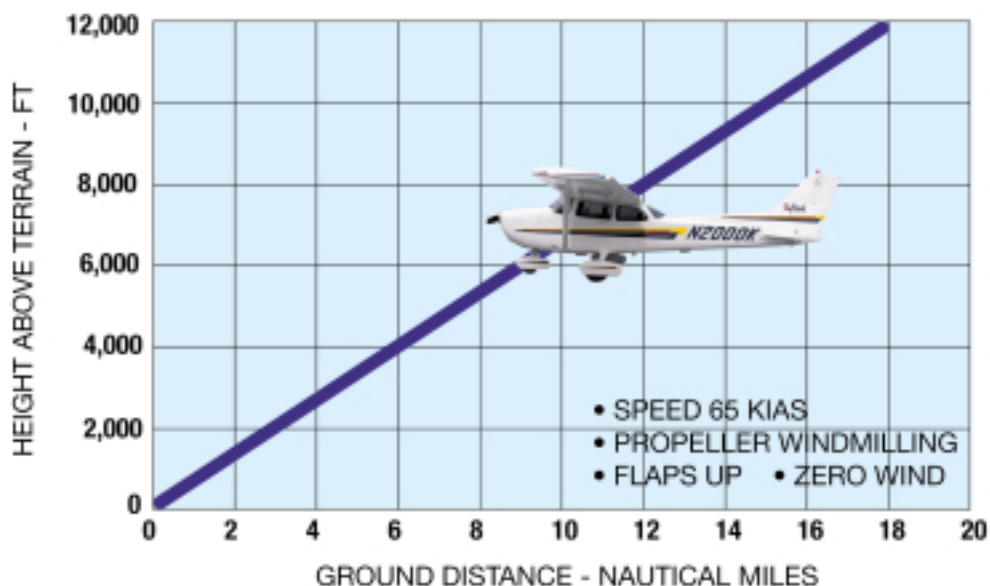 HEIGHT ABOVE TERRAIN - FT
12,000
10,000
8,000
6,000
4,000
2,000
0
N2000K
• SPEED 65 KIAS
• PROPELLER WINDMILLING
• FLAPS UP • ZERO WIND
0 2 4 6 8 10 12 14 16 18 20
GROUND DISTANCE - NAUTICAL MILES